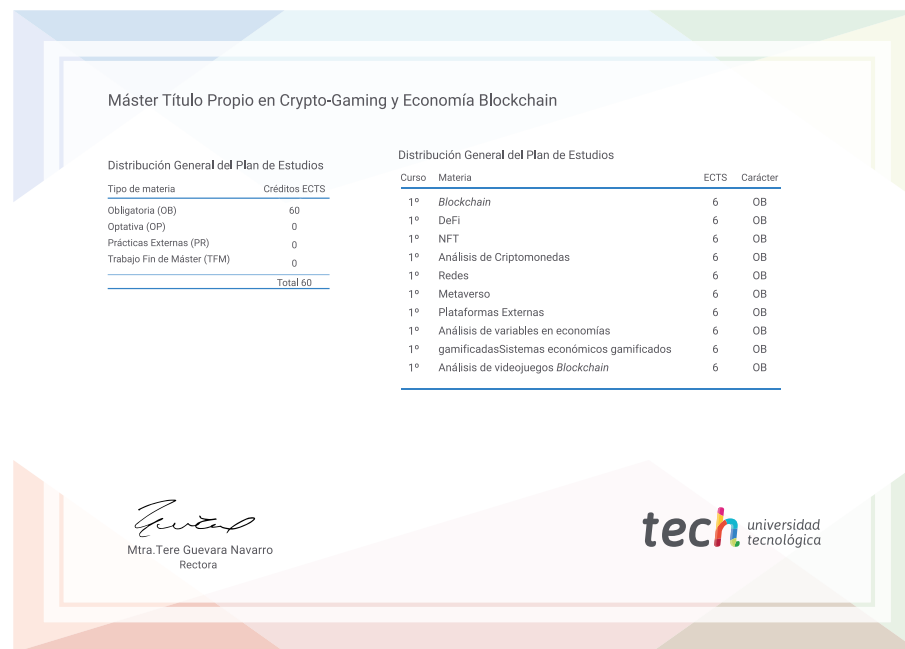 Máster Título Propio en Crypto-Gaming y Economía Blockchain
Distribución General del Plan de Estudios
Tipo de materia Créditos ECTS
Obligatoria (OB) 60
Optativa (OP) 0
Prácticas Externas (PR) 0
Trabajo Fin de Máster (TFM) 0
Total 60
Distribución General del Plan de Estudios
Curso Materia ECTS Carácter
1º Blockchain 6 OB
1º DeFi 6 OB
1º NFT 6 OB
1º Análisis de Criptomonedas 6 OB
1º Redes 6 OB
1º Metaverso 6 OB
1º Plataformas Externas 6 OB
1º Análisis de variables en economías 6 OB
1º gamificadasSistemas económicos gamificados 6 OB
1º Análisis de videojuegos Blockchain 6 OB
Mtra.Tere Guevara Navarro
Rectora
tech universidad
tecnológica